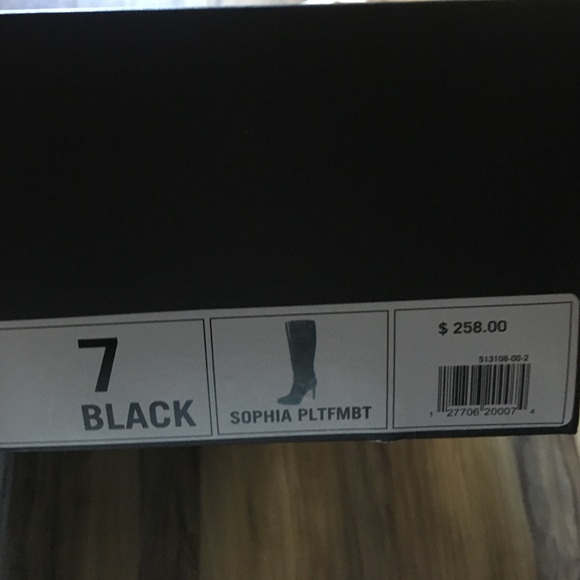 7
BLACK
SOPHIA PLTFMBT
$ 258.00
513108-00-2
1 27706 20007 4